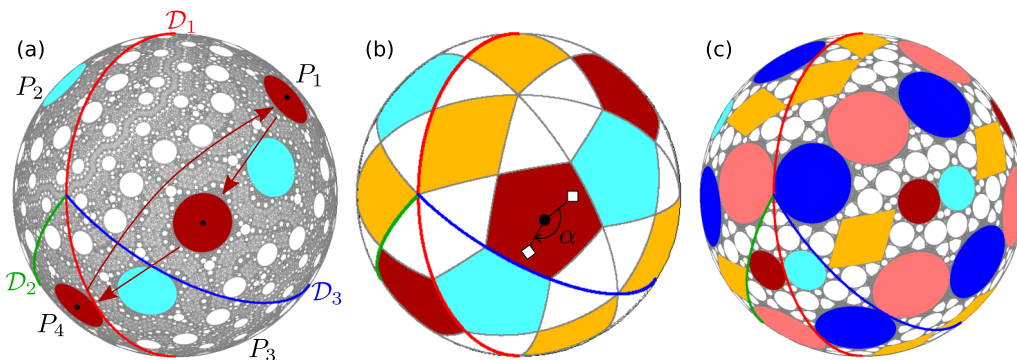 (a)
𝒟₁
P₁
P₂
𝒟₂
𝒟₃
P₄
P₃
(b)
α
(c)